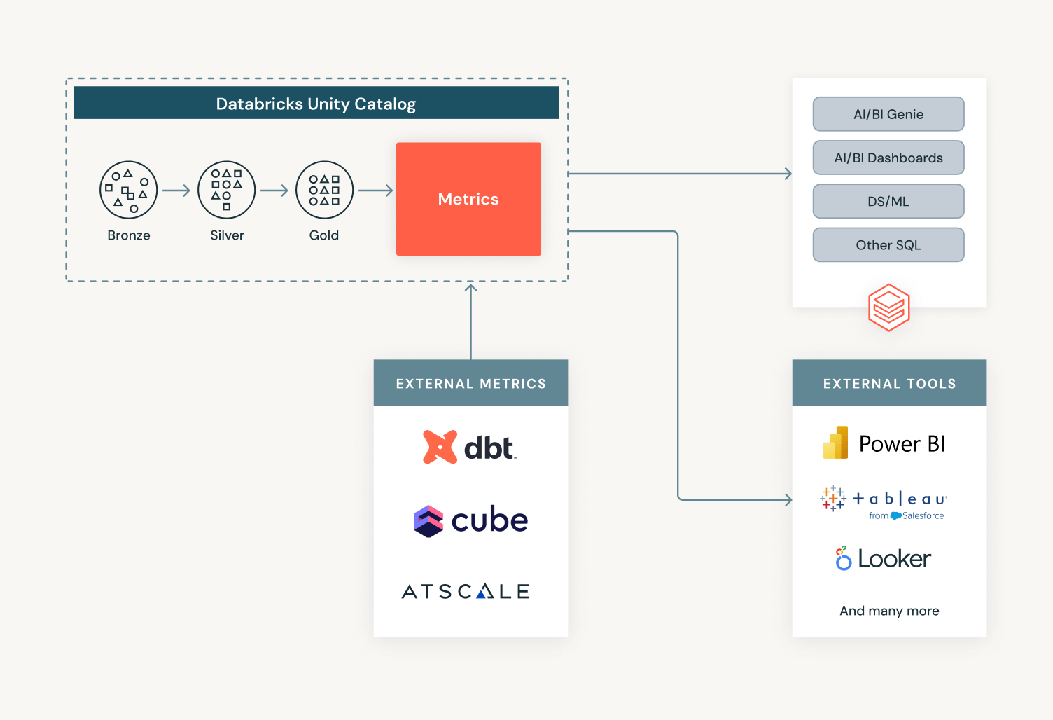 Databricks Unity Catalog
Bronze
Silver
Gold
Metrics
AI/BI Genie
AI/BI Dashboards
DS/ML
Other SQL
EXTERNAL METRICS
dbt
cube
ATSCALE
EXTERNAL TOOLS
Power BI
tableau
from Salesforce
Looker
And many more